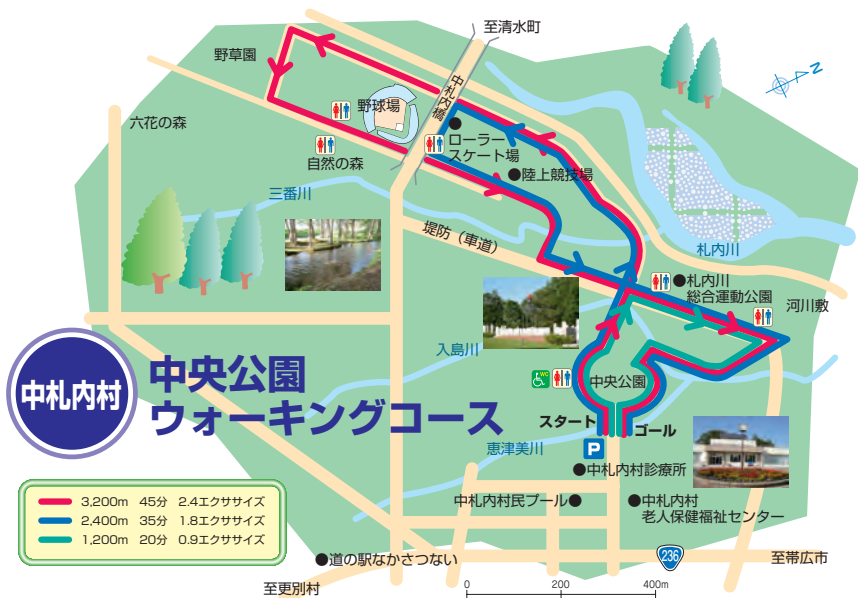 至清水町
野草園
中札内橋
N
野球場
六花の森
ローラー
スケート場
自然の森
陸上競技場
三番川
堤防（車道）
札内川
札内川
総合運動公園
河川敷
入島川
中札内村
中央公園
ウォーキングコース
WC
中央公園
スタート
ゴール
P
恵津美川
中札内村診療所
中札内村民プール
中札内村
老人保健福祉センター
3,200m 45分 2.4エクササイズ
2,400m 35分 1.8エクササイズ
1,200m 20分 0.9エクササイズ
道の駅なかさつない
236
至帯広市
至更別村
0 200 400m